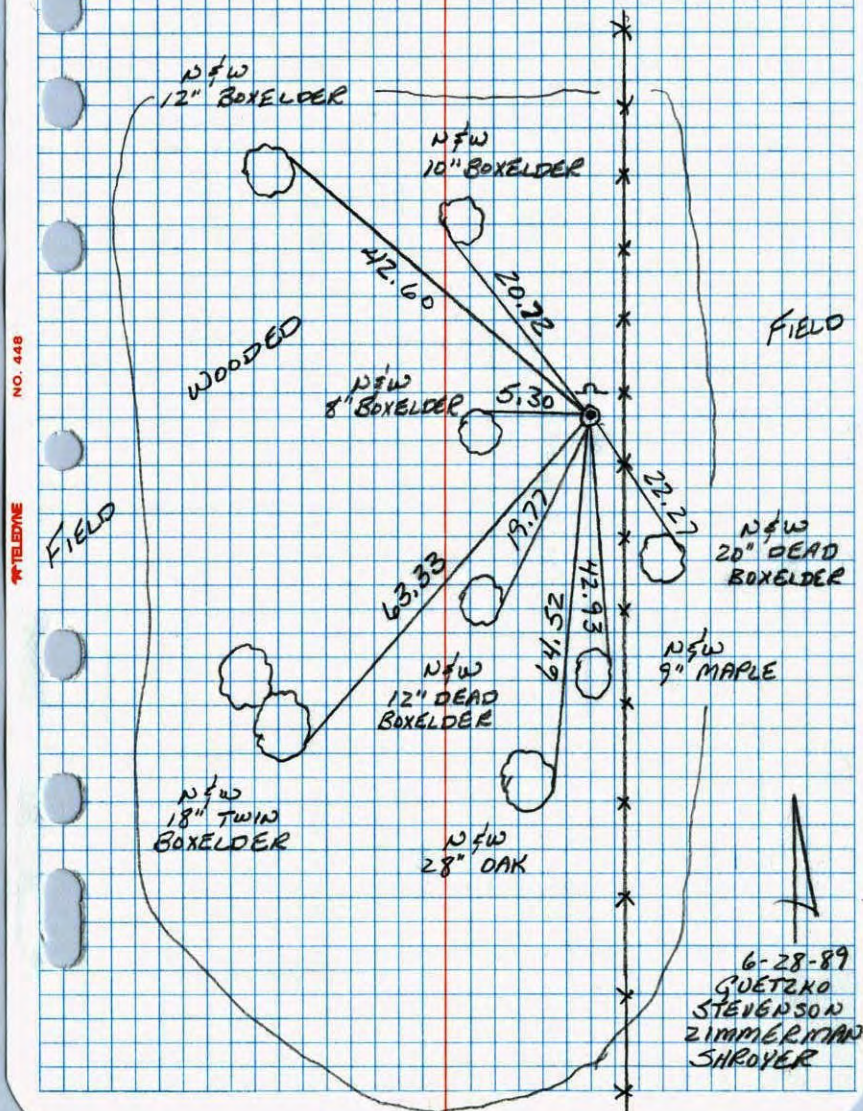 N&W
12" BOXELDER
N&W
10" BOXELDER
42.60
20.22
WOODED
FIELD
NO. 448
N&W
8" BOXELDER
5.30
FIELD
TELEDYNE
63.33
19.77
64.52
42.93
22.27
N&W
20" DEAD
BOXELDER
N&W
12" DEAD
BOXELDER
N&W
9" MAPLE
N&W
18" TWIN
BOXELDER
N&W
28" OAK
6-28-89
GUETZKO
STEVENSON
ZIMMERMAN
SHROYER